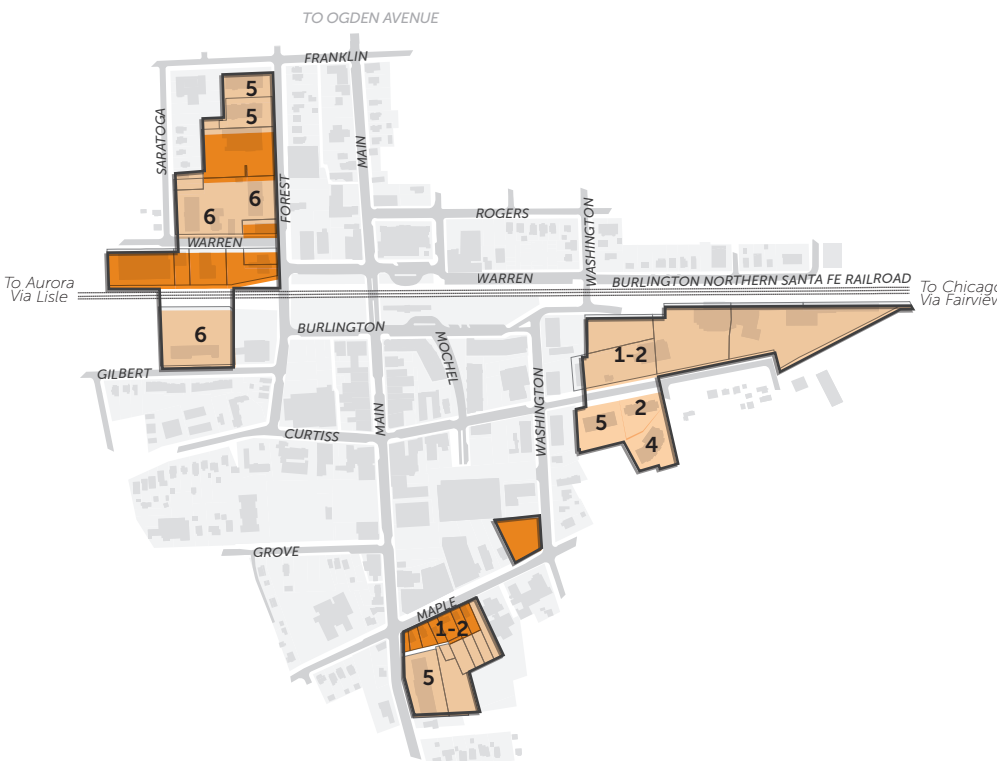 TO OGDEN AVENUE
FRANKLIN
5
5
SARATOGA
MAIN
FOREST
6
6
ROGERS
WASHINGTON
WARREN
WARREN
BURLINGTON NORTHERN SANTA FE RAILROAD
To Aurora
Via Lisle
To Chicago
Via Fairview
6
BURLINGTON
MOCHEL
1-2
GILBERT
WASHINGTON
2
5
4
MAIN
CURTISS
GROVE
MAPLE
1-2
5